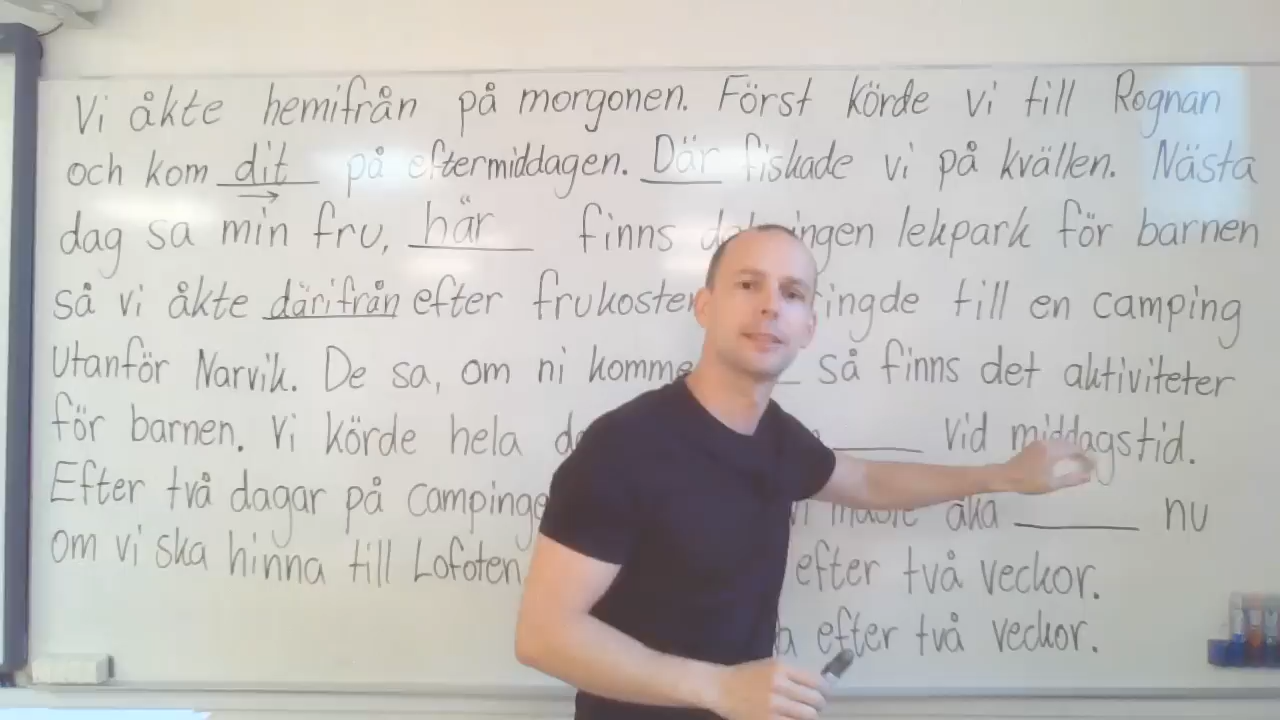 Vi åkte hemifrån på morgonen. Först körde vi till Rognan
och kom dit på eftermiddagen. Där fiskade vi på kvällen. Nästa
dag sa min fru, här finns ingen lekpark för barnen
så vi åkte därifrån efter frukosten till en camping
utanför Narvik. De sa, om ni kommer så finns det aktiviteter
för barnen. Vi körde hela vid middagstid.
Efter två dagar på vi åka ______ nu
om vi ska hinna till Lofoten efter två veckor.
efter två veckor.